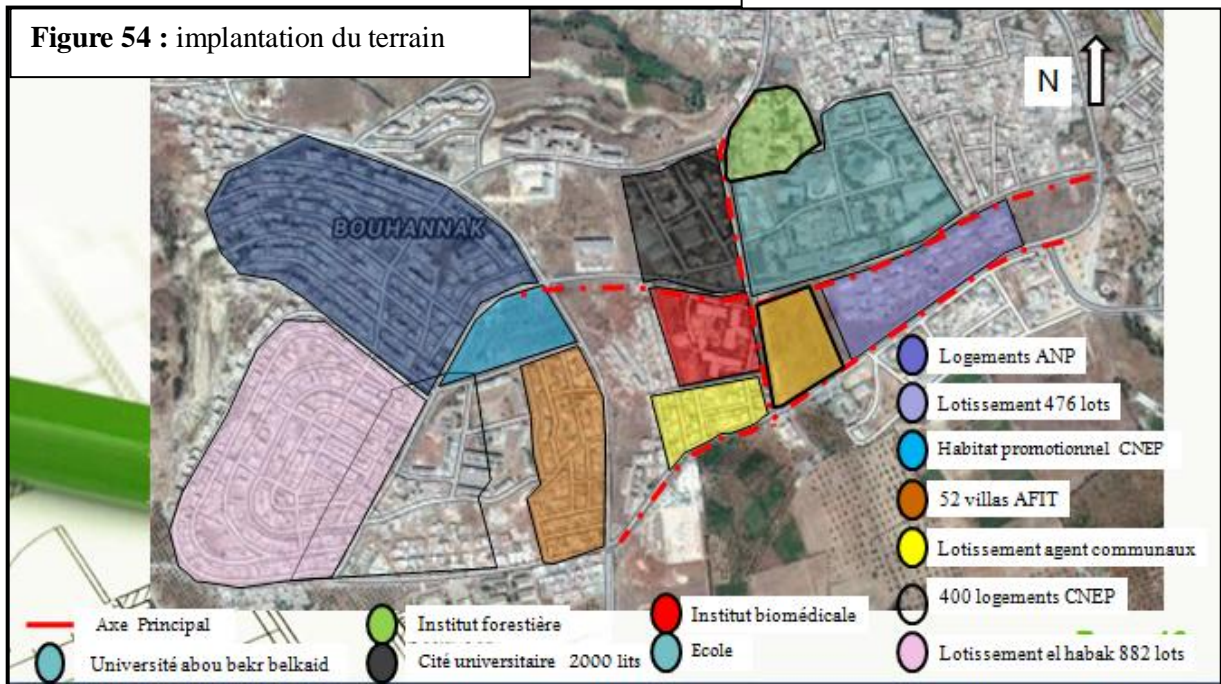 Figure 54 : implantation du terrain
N
BOUHANNAK
Logements ANP
Lotissement 476 lots
Habitat promotionnel CNEP
52 villas AFIT
Lotissement agent communaux
400 logements CNEP
Lotissement el habak 882 lots
Axe Principal
Institut forestière
Institut biomédicale
Université abou bekr belkaid
Cité universitaire 2000 lits
Ecole